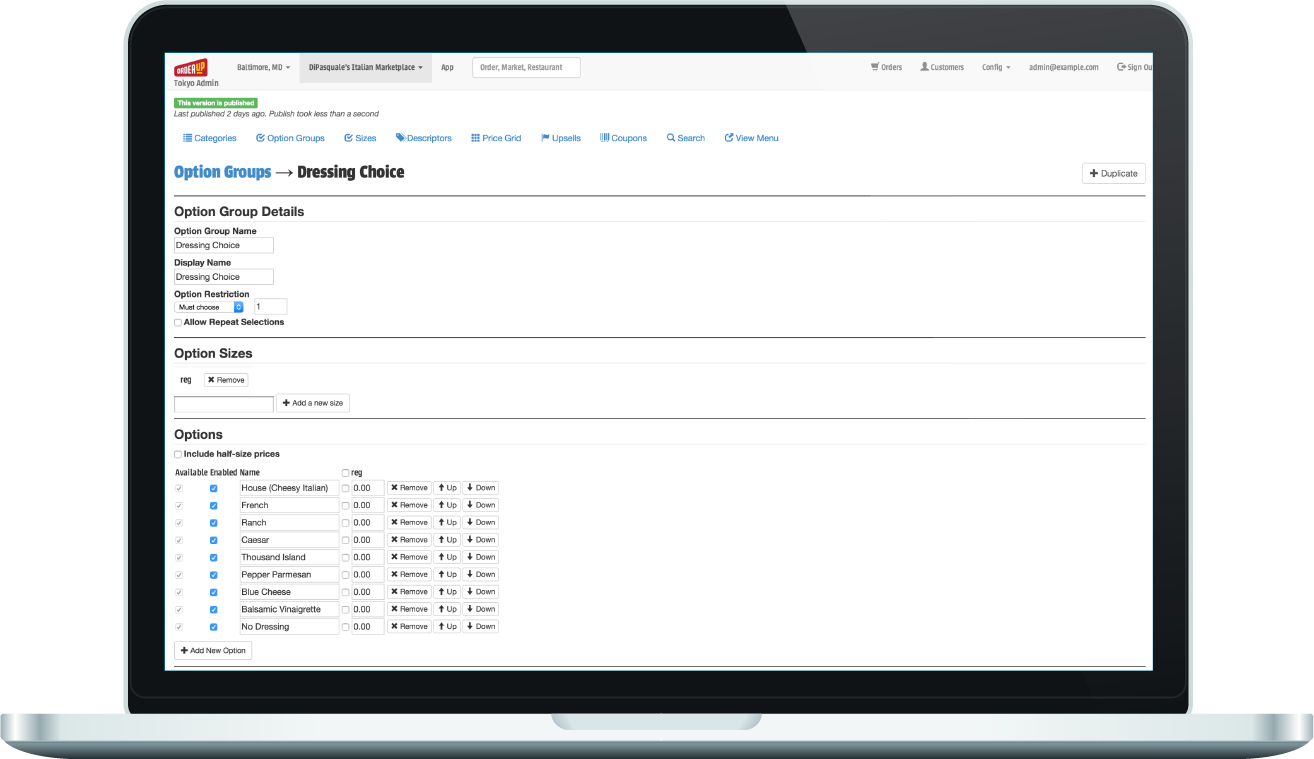 ORDERUP
Tokyo Admin
Baltimore, MD
DiPasquale's Italian Marketplace
App
Order, Market, Restaurant
Orders
Customers
Config
admin@example.com
Sign Ou
This version is published
Last published 2 days ago. Publish took less than a second
Categories
Option Groups
Sizes
Descriptors
Price Grid
Upsells
Coupons
Search
View Menu
Option Groups → Dressing Choice
Duplicate
Option Group Details
Option Group Name
Dressing Choice
Display Name
Dressing Choice
Option Restriction
Must choose 1
Allow Repeat Selections
Option Sizes
reg Remove
Add a new size
Options
Include half-size prices
Available Enabled Name reg
House (Cheesy Italian) 0.00 Remove Up Down
French 0.00 Remove Up Down
Ranch 0.00 Remove Up Down
Caesar 0.00 Remove Up Down
Thousand Island 0.00 Remove Up Down
Pepper Parmesan 0.00 Remove Up Down
Blue Cheese 0.00 Remove Up Down
Balsamic Vinaigrette 0.00 Remove Up Down
No Dressing 0.00 Remove Up Down
Add New Option